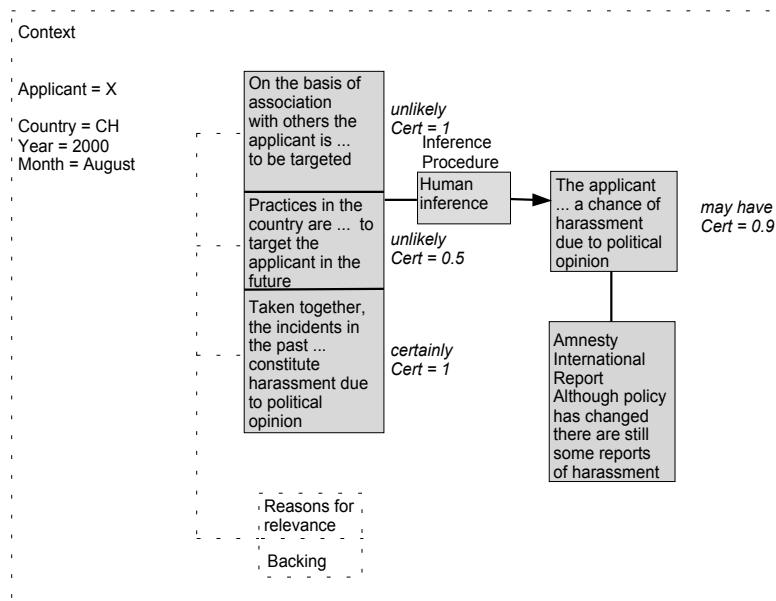 Context
Applicant = X
Country = CH
Year = 2000
Month = August
On the basis of
association
with others the
applicant is ...
to be targeted
unlikely
Cert = 1
Practices in the
country are ... to
target the
applicant in the
future
unlikely
Cert = 0.5
Taken together,
the incidents in
the past ...
constitute
harassment due
to political
opinion
certainly
Cert = 1
Inference
Procedure
Human
inference
The applicant
... a chance of
harassment
due to political
opinion
may have
Cert = 0.9
Amnesty
International
Report
Although policy
has changed
there are still
some reports
of harassment
Reasons for
relevance
Backing